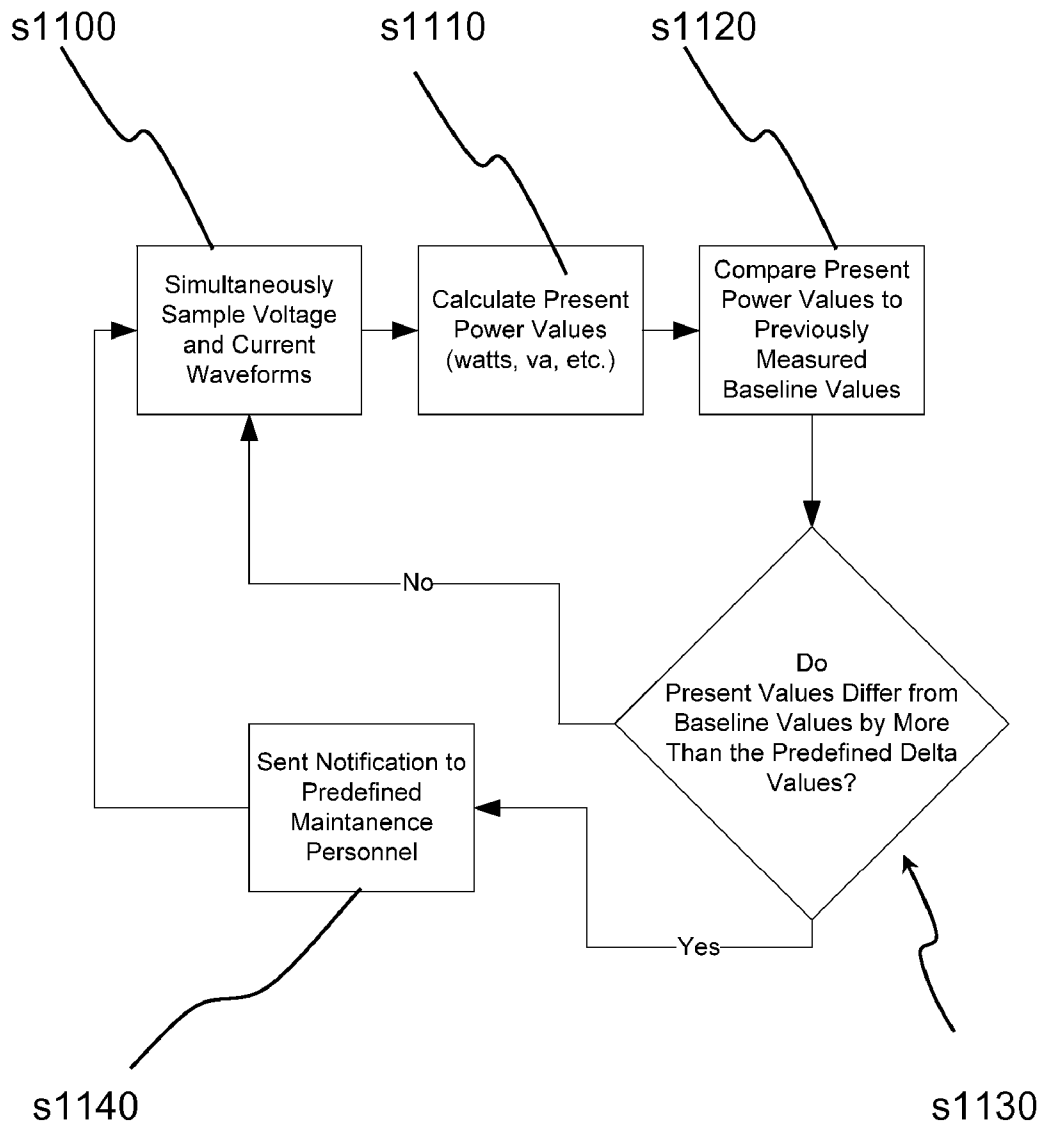 s1100
s1110
s1120
Simultaneously
Sample Voltage
and Current
Waveforms
Calculate Present
Power Values
(watts, va, etc.)
Compare Present
Power Values to
Previously
Measured
Baseline Values
No
Do
Present Values Differ from
Baseline Values by More
Than the Predefined Delta
Values?
Sent Notification to
Predefined
Maintanence
Personnel
Yes
s1140
s1130